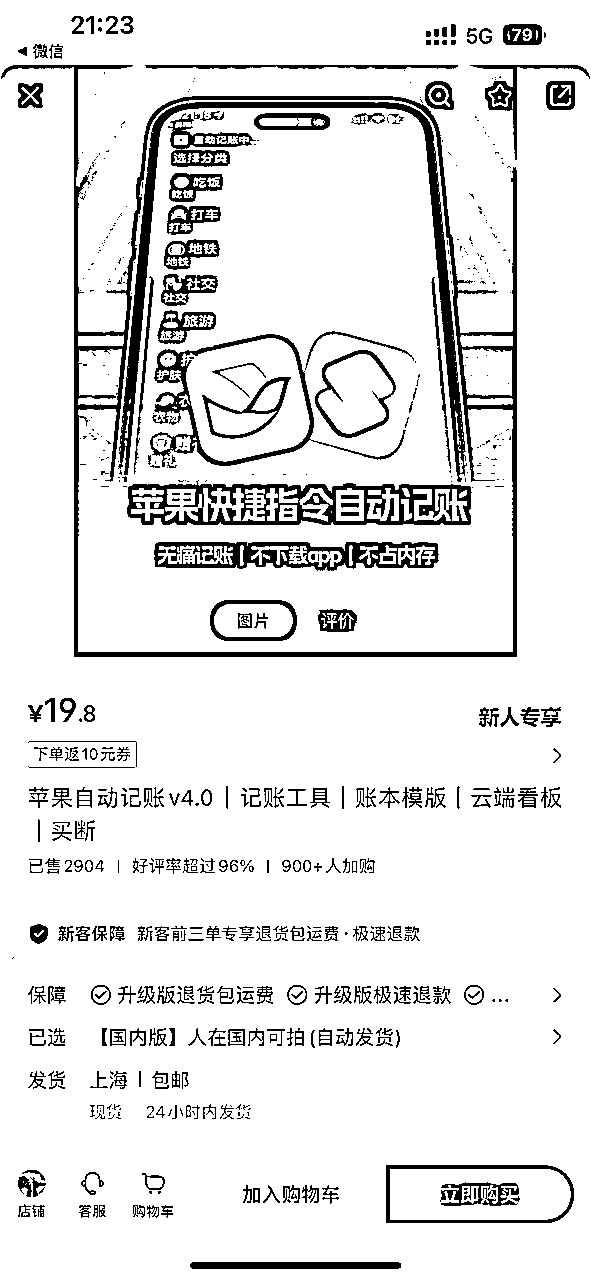 21:23
5G 79
◀ 微信
选择分类
吃饭
吃饭
打车
打车
地铁
地铁
社交
社交
旅游
旅游
护肤
衣物
苹果快捷指令自动记账
无痛记账 | 不下载app | 不占内存
图片 评价
¥19.8 新人专享
下单返10元券
苹果自动记账v4.0 | 记账工具 | 账本模版 | 云端看板
| 买断
已售2904 | 好评率超过96% | 900+人加购
新客保障 新客前三单专享退货包运费·极速退款
保障 升级版退货包运费 升级版极速退款 ...
已选 【国内版】人在国内可拍(自动发货)
发货 上海 | 包邮
现货 24小时内发货
店铺 客服 购物车 加入购物车 立即购买